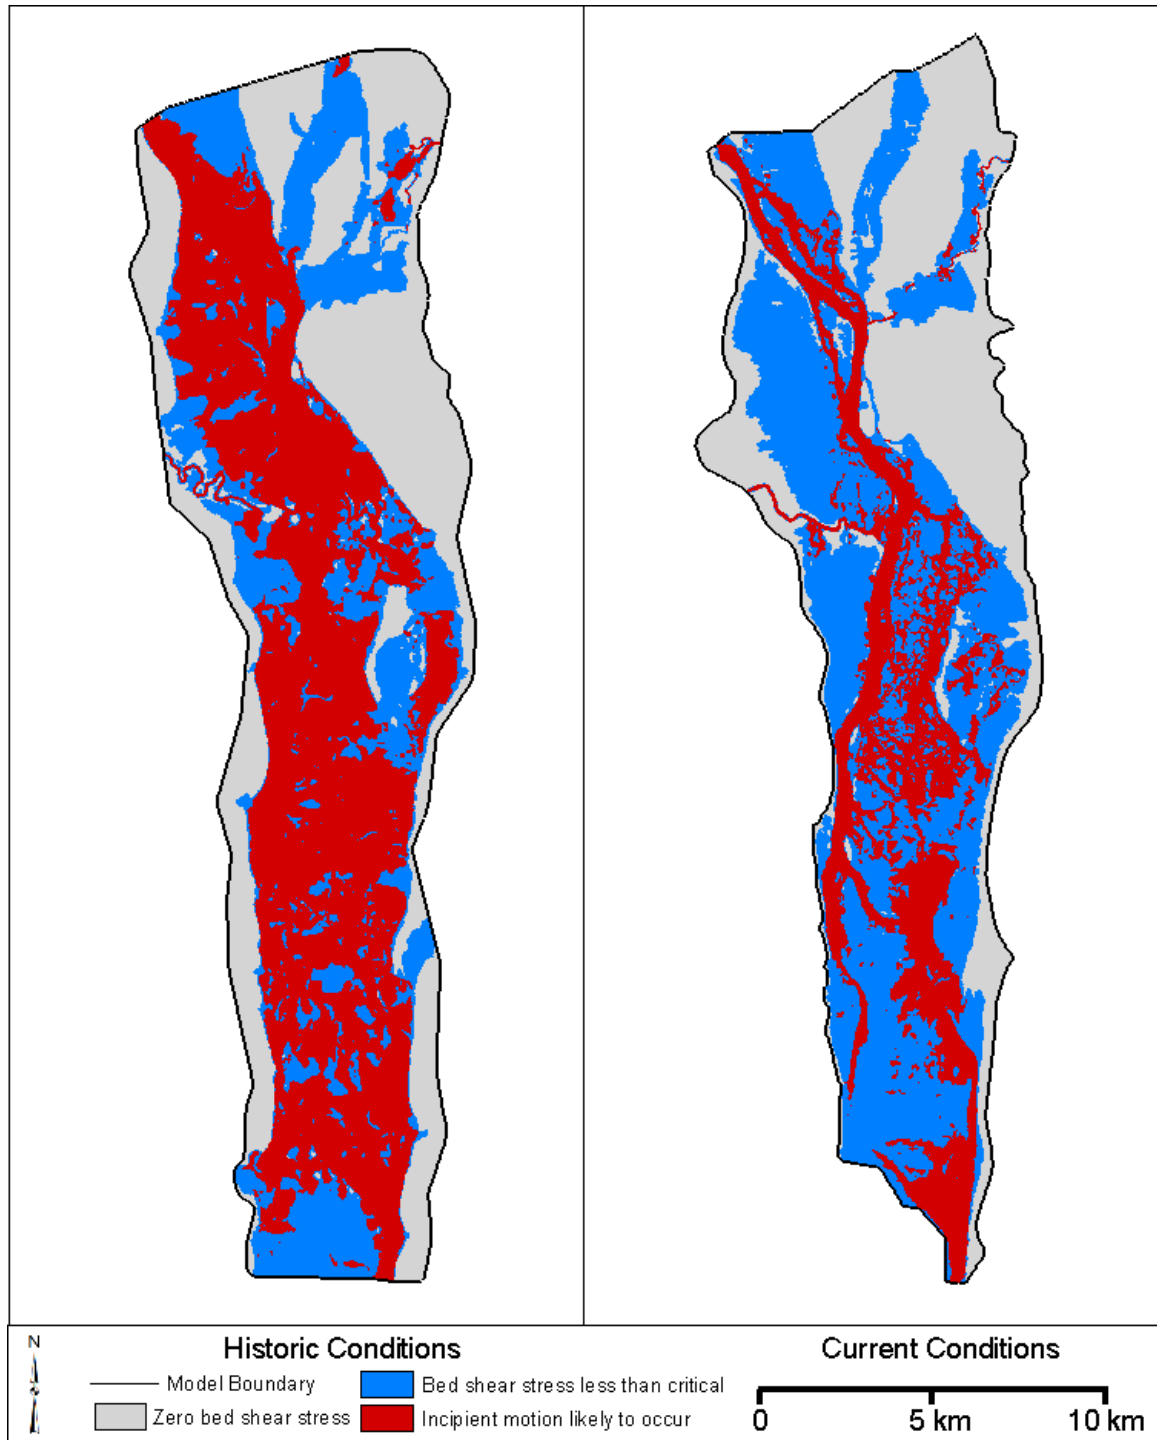 N
Historic Conditions
Current Conditions
Model Boundary
Bed shear stress less than critical
Zero bed shear stress
Incipient motion likely to occur
0 5 km 10 km